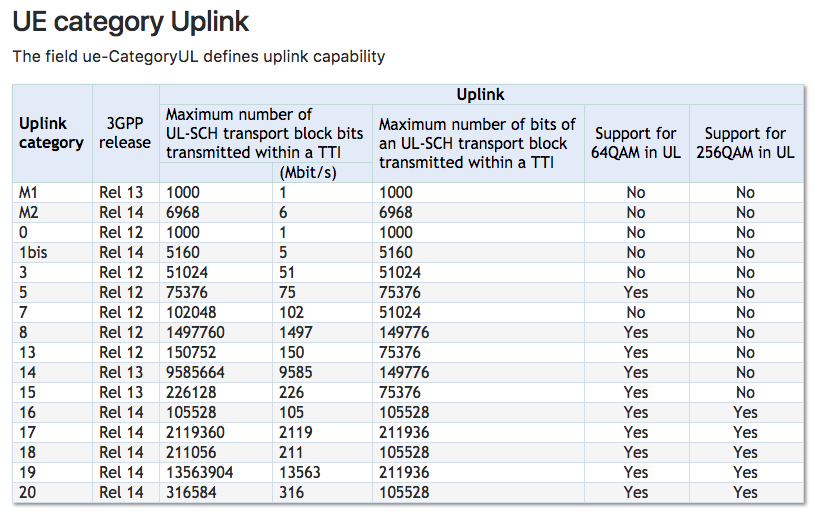 UE category Uplink
The field ue-CategoryUL defines uplink capability
Uplink category 3GPP release Uplink
Maximum number of UL-SCH transport block bits transmitted within a TTI Maximum number of bits of an UL-SCH transport block transmitted within a TTI Support for 64QAM in UL Support for 256QAM in UL
(Mbit/s)
M1 Rel 13 1000 1 1000 No No
M2 Rel 14 6968 6 6968 No No
0 Rel 12 1000 1 1000 No No
1bis Rel 14 5160 5 5160 No No
3 Rel 12 51024 51 51024 No No
5 Rel 12 75376 75 75376 Yes No
7 Rel 12 102048 102 51024 No No
8 Rel 12 1497760 1497 149776 Yes No
13 Rel 12 150752 150 75376 Yes No
14 Rel 13 9585664 9585 149776 Yes No
15 Rel 13 226128 226 75376 Yes No
16 Rel 14 105528 105 105528 Yes Yes
17 Rel 14 2119360 2119 211936 Yes Yes
18 Rel 14 211056 211 105528 Yes Yes
19 Rel 14 13563904 13563 211936 Yes Yes
20 Rel 14 316584 316 105528 Yes Yes